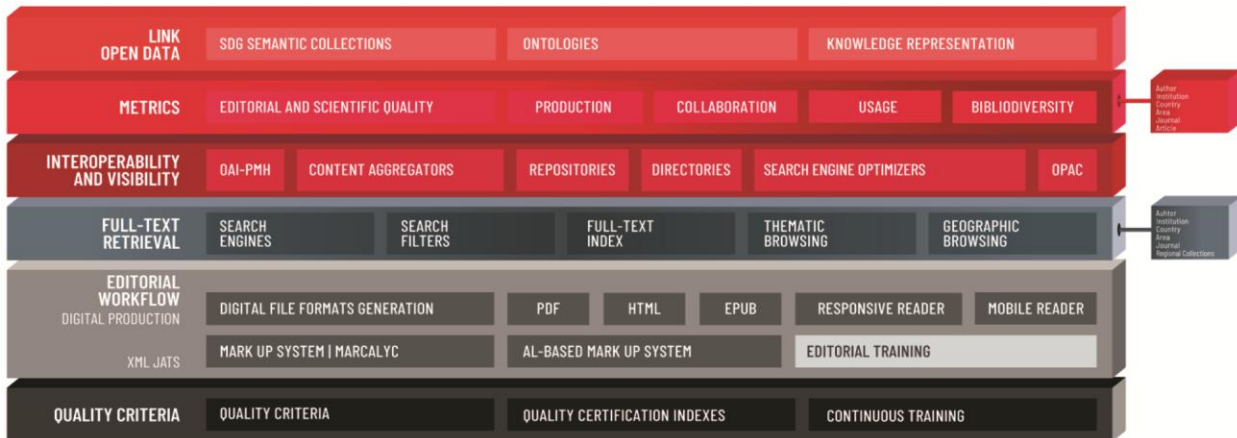 LINK
OPEN DATA
SDG SEMANTIC COLLECTIONS
ONTOLOGIES
KNOWLEDGE REPRESENTATION
METRICS
EDITORIAL AND SCIENTIFIC QUALITY
PRODUCTION
COLLABORATION
USAGE
BIBLIODIVERSITY
Author
Institution
Country
Area
Journal
Article
INTEROPERABILITY
AND VISIBILITY
OAI-PMH
CONTENT AGGREGATORS
REPOSITORIES
DIRECTORIES
SEARCH ENGINE OPTIMIZERS
OPAC
FULL-TEXT
RETRIEVAL
SEARCH
ENGINES
SEARCH
FILTERS
FULL-TEXT
INDEX
THEMATIC
BROWSING
GEOGRAPHIC
BROWSING
Auhtor
Institution
Country
Area
Journal
Regional Collections
EDITORIAL
WORKFLOW
DIGITAL PRODUCTION
DIGITAL FILE FORMATS GENERATION
PDF
HTML
EPUB
RESPONSIVE READER
MOBILE READER
XML JATS
MARK UP SYSTEM | MARCALYC
AL-BASED MARK UP SYSTEM
EDITORIAL TRAINING
QUALITY CRITERIA
QUALITY CRITERIA
QUALITY CERTIFICATION INDEXES
CONTINUOUS TRAINING